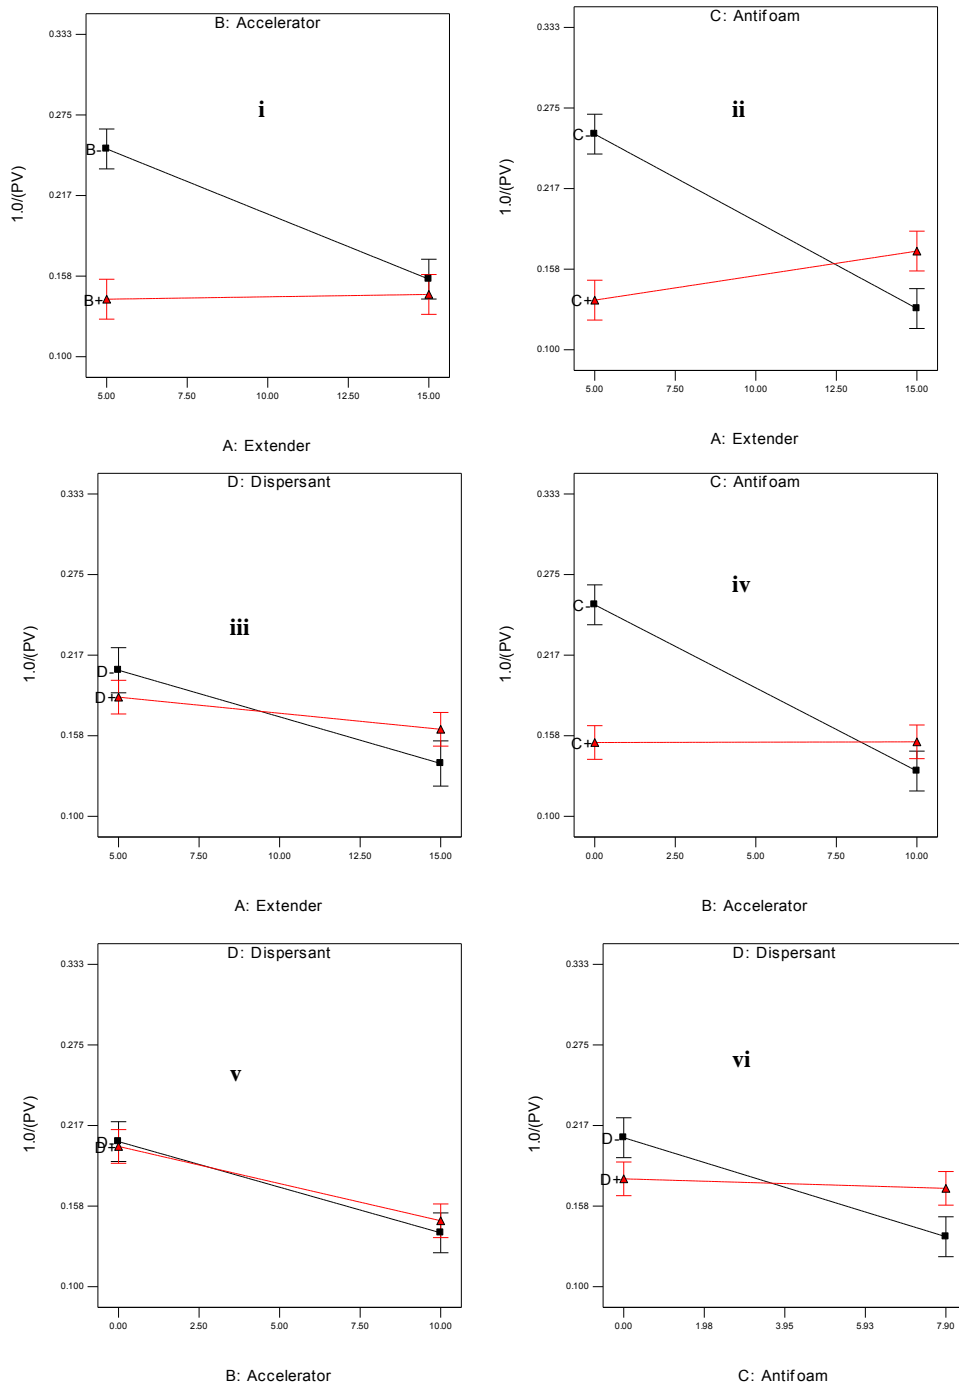 B: Accelerator
0.333
i
0.275
B-
0.217
1.0/(PV)
0.158
B+
0.100
5.00 7.50 10.00 12.50 15.00
A: Extender
C: Antifoam
0.333
ii
0.275
C-
0.217
1.0/(PV)
0.158
C+
0.100
5.00 7.50 10.00 12.50 15.00
A: Extender
D: Dispersant
0.333
0.275
iii
0.217
1.0/(PV)
D-
D+
0.158
0.100
5.00 7.50 10.00 12.50 15.00
A: Extender
C: Antifoam
0.333
0.275
iv
C-
0.217
1.0/(PV)
0.158
C+
0.100
0.00 2.50 5.00 7.50 10.00
B: Accelerator
D: Dispersant
0.333
0.275
v
0.217
1.0/(PV)
D-
D+
0.158
0.100
0.00 2.50 5.00 7.50 10.00
B: Accelerator
D: Dispersant
0.333
vi
0.275
0.217
1.0/(PV)
D-
D+
0.158
0.100
0.00 1.98 3.95 5.93 7.90
C: Antifoam